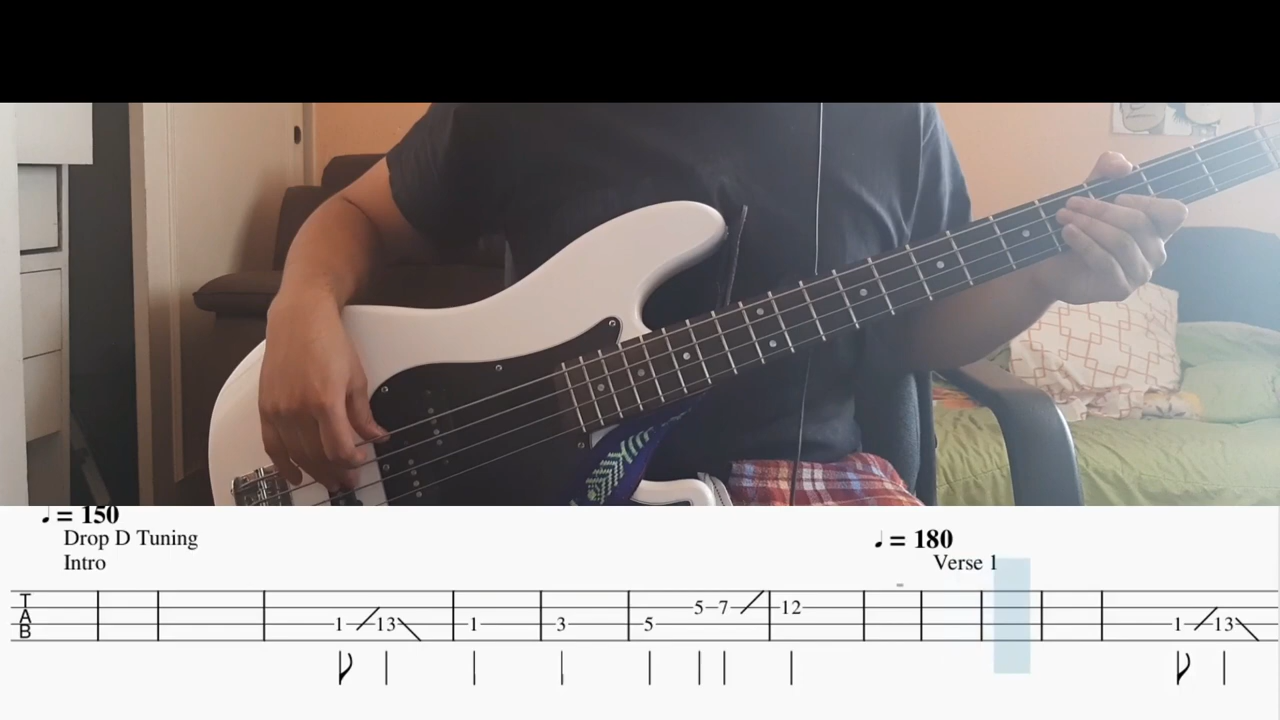 ♩ = 150
Drop D Tuning
Intro
♩ = 180
Verse 1
T
A
B
5 7 12
1 13 1 3 5 1 13